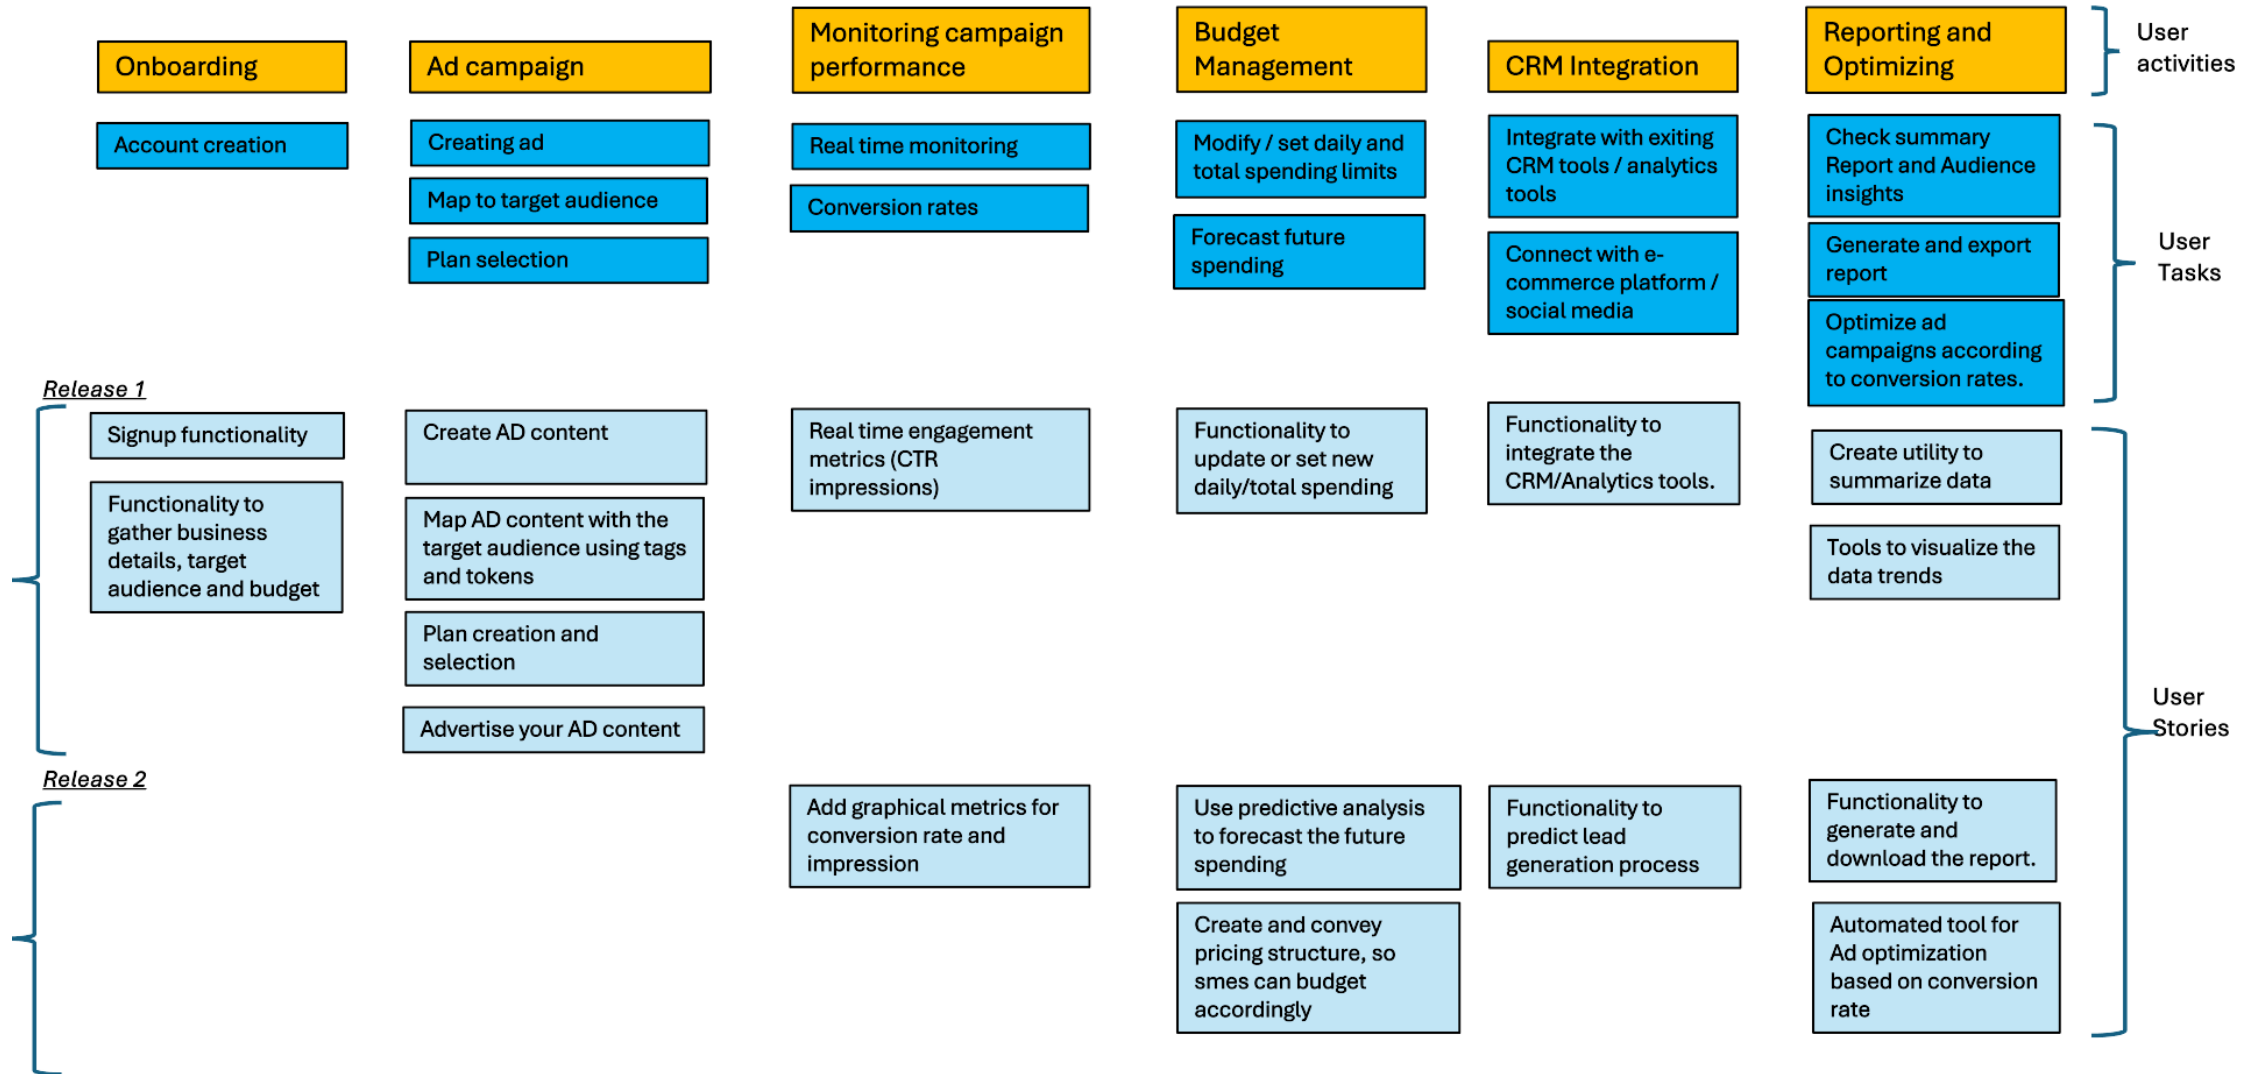 Onboarding
Ad campaign
Monitoring campaign
performance
Budget
Management
CRM Integration
Reporting and
Optimizing
User
activities
Account creation
Creating ad
Map to target audience
Plan selection
Real time monitoring
Conversion rates
Modify / set daily and
total spending limits
Forecast future
spending
Integrate with exiting
CRM tools / analytics
tools
Connect with e-
commerce platform /
social media
Check summary
Report and Audience
insights
Generate and export
report
Optimize ad
campaigns according
to conversion rates.
User
Tasks
Release 1
Signup functionality
Functionality to
gather business
details, target
audience and budget
Create AD content
Map AD content with the
target audience using tags
and tokens
Plan creation and
selection
Advertise your AD content
Real time engagement
metrics (CTR
impressions)
Functionality to
update or set new
daily/total spending
Functionality to
integrate the
CRM/Analytics tools.
Create utility to
summarize data
Tools to visualize the
data trends
User
Stories
Release 2
Add graphical metrics for
conversion rate and
impression
Use predictive analysis
to forecast the future
spending
Create and convey
pricing structure, so
smes can budget
accordingly
Functionality to
predict lead
generation process
Functionality to
generate and
download the report.
Automated tool for
Ad optimization
based on conversion
rate